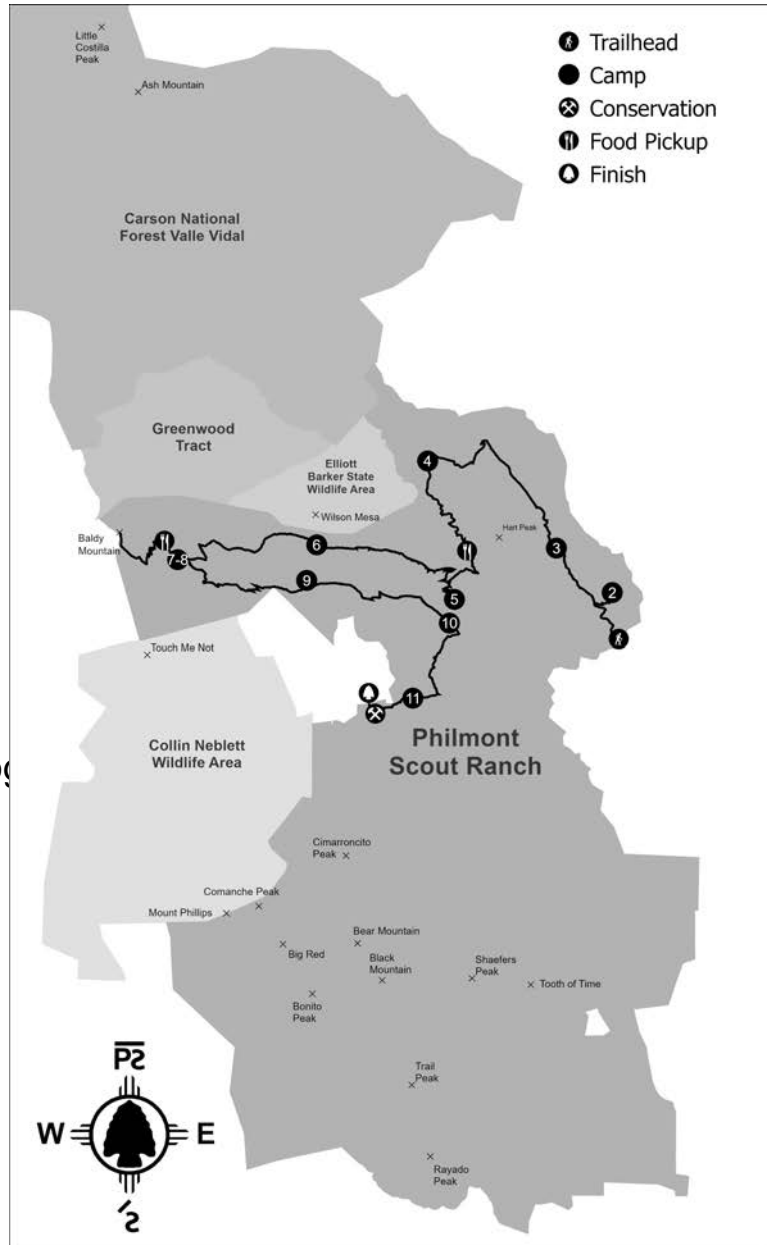 Little
Costilla
Peak
Ash Mountain
Trailhead
Camp
Conservation
Food Pickup
Finish
Carson National
Forest Valle Vidal
Greenwood
Tract
Elliott
Barker State
Wildlife Area
Wilson Mesa
Baldy
Mountain
Hart Peak
4
3
6
7-8
9
2
5
10
11
Touch Me Not
Collin Neblett
Wildlife Area
Philmont
Scout Ranch
Cimarroncito
Peak
Comanche Peak
Mount Phillips
Big Red
Bear Mountain
Black
Mountain
Bonito
Peak
Shaefers
Peak
Tooth of Time
Trail
Peak
Rayado
Peak
W
E